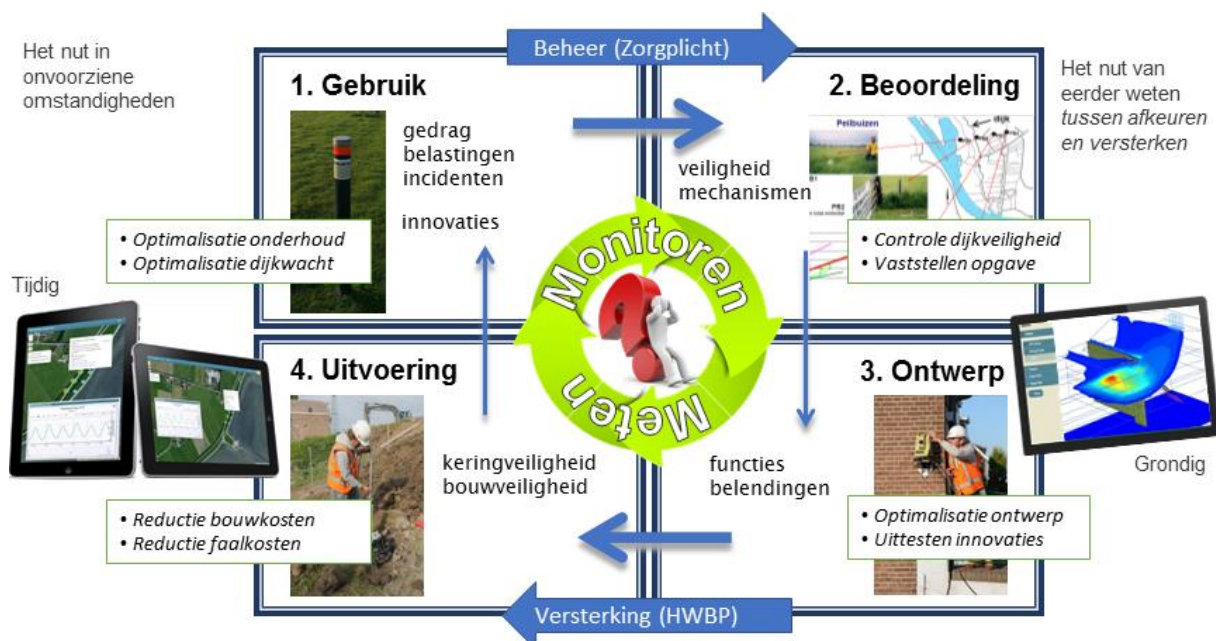 Het nut in
onvoorziene
omstandigheden
Beheer (Zorgplicht)
Het nut van
eerder weten
tussen afkeuren
en versterken
1. Gebruik
gedrag
belastingen
incidenten
innovaties
• Optimalisatie onderhoud
• Optimalisatie dijkwacht
2. Beoordeling
Peilbuizen
dijk
PB2
veiligheid
mechanismen
• Controle dijkveiligheid
• Vaststellen opgave
Monitoren
Meten
Tijdig
4. Uitvoering
keringveiligheid
bouwveiligheid
• Reductie bouwkosten
• Reductie faalkosten
3. Ontwerp
functies
belendingen
• Optimalisatie ontwerp
• Uittesten innovaties
Grondig
Versterking (HWBP)